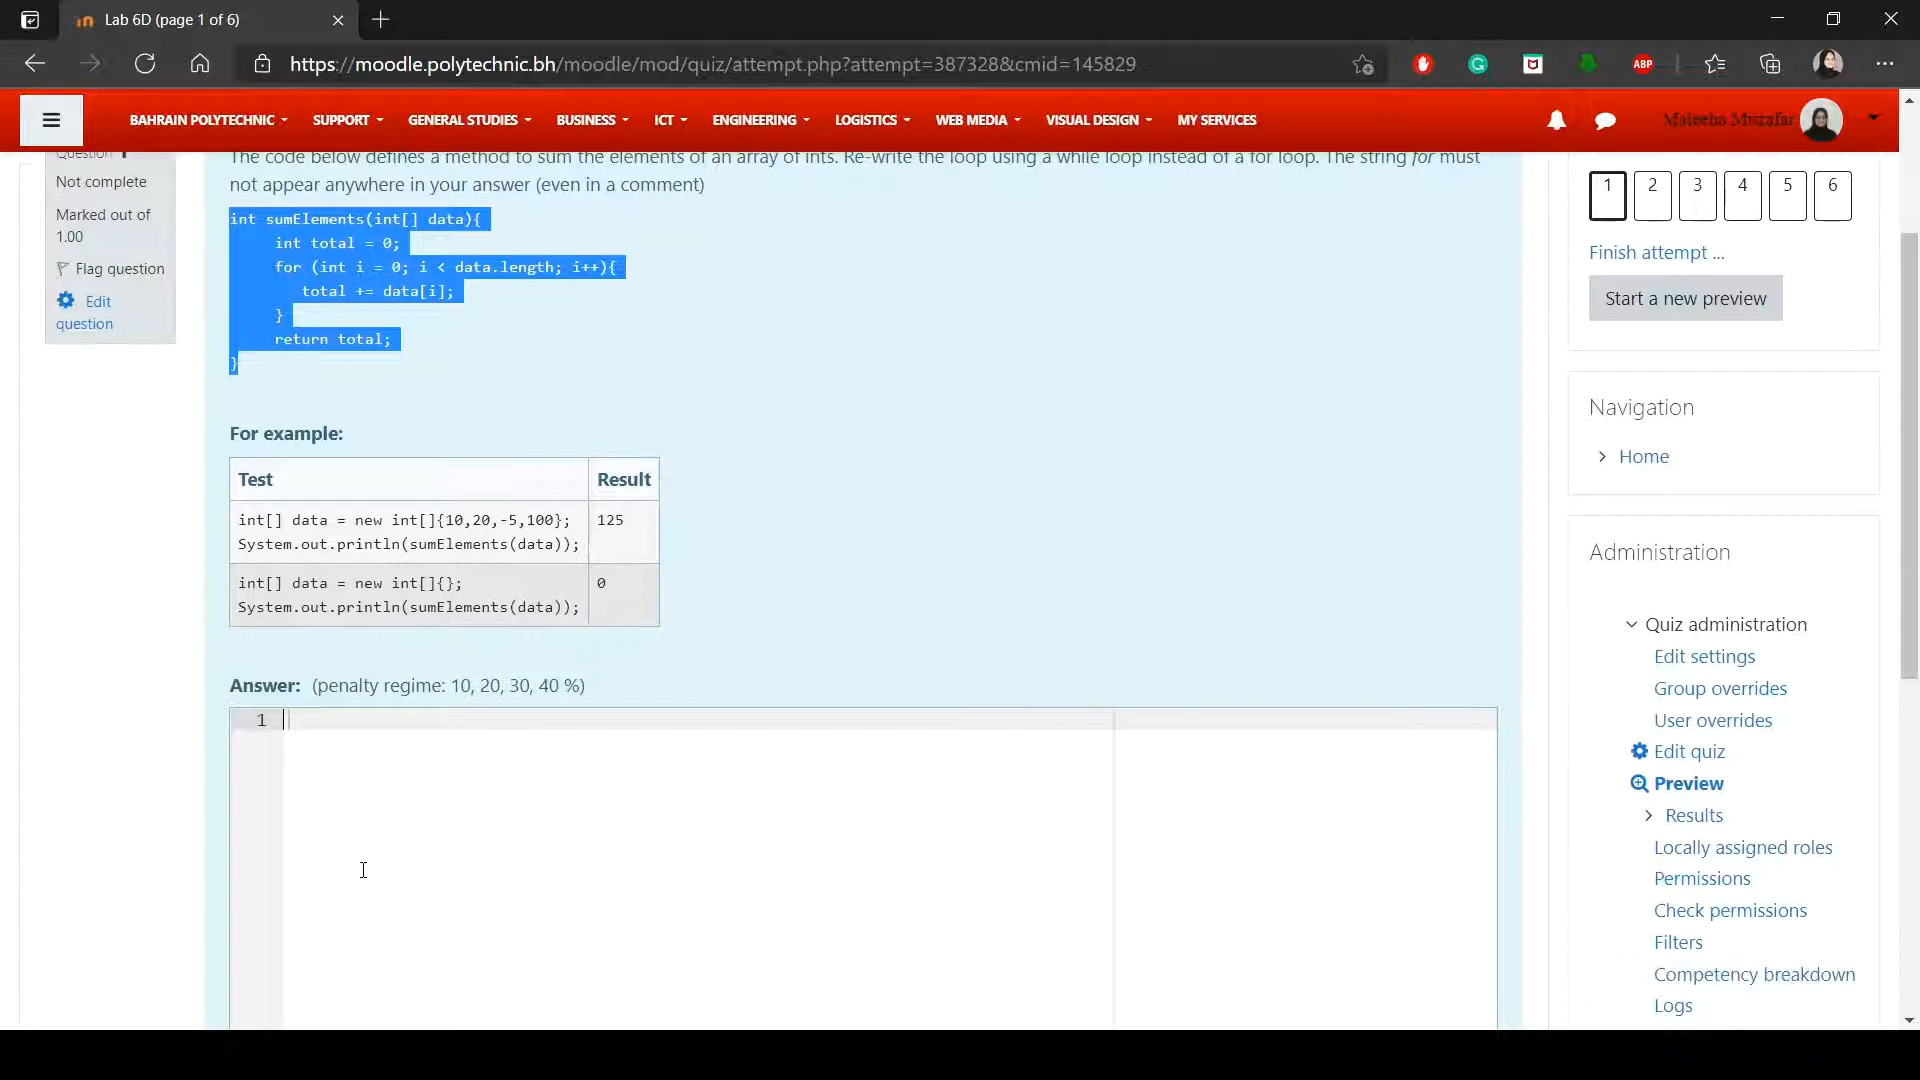 Lab 6D (page 1 of 6)
https://moodle.polytechnic.bh/moodle/mod/quiz/attempt.php?attempt=387328&cmid=145829
ABP
BAHRAIN POLYTECHNIC
SUPPORT
GENERAL STUDIES
BUSINESS
ICT
ENGINEERING
LOGISTICS
WEB MEDIA
VISUAL DESIGN
MY SERVICES
Maleeha Muzafar
Question 1
Not complete
Marked out of
1.00
Flag question
Edit
question
The code below defines a method to sum the elements of an array of ints. Re-write the loop using a while loop instead of a for loop. The string for must
not appear anywhere in your answer (even in a comment)
int sumElements(int[] data){
int total = 0;
for (int i = 0; i < data.length; i++){
total += data[i];
}
return total;
}
For example:
Test Result
int[] data = new int[]{10,20,-5,100}; 125
System.out.println(sumElements(data));
int[] data = new int[]{}; 0
System.out.println(sumElements(data));
Answer: (penalty regime: 10, 20, 30, 40 %)
1
1 2 3 4 5 6
Finish attempt ...
Start a new preview
Navigation
Home
Administration
Quiz administration
Edit settings
Group overrides
User overrides
Edit quiz
Preview
Results
Locally assigned roles
Permissions
Check permissions
Filters
Competency breakdown
Logs